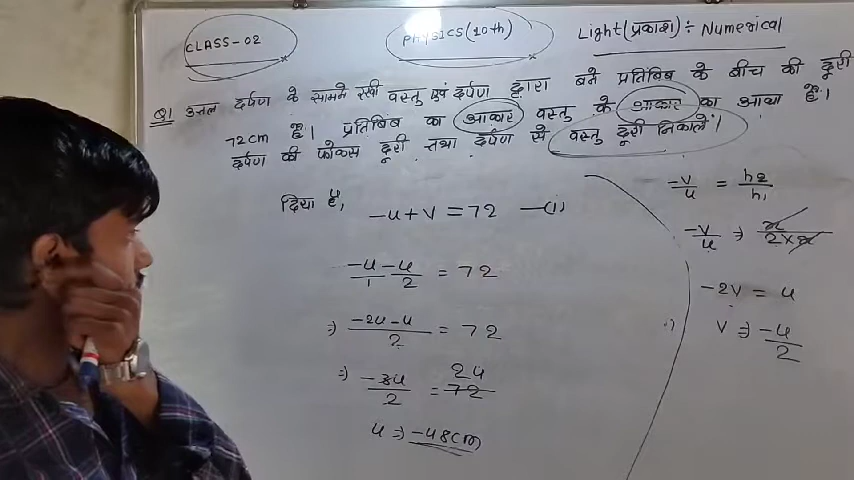 CLASS-02
PHYSICS(10th)
Light(प्रकाश) ÷ Numerical
Q1 उत्तल दर्पण के सामने रखी वस्तु एवं दर्पण द्वारा बने प्रतिबिंब के बीच की दूरी
72cm है। प्रतिबिंब का आकार वस्तु के आकार का आधा है।
दर्पण की फोकस दूरी तथा दर्पण से वस्तु दूरी निकालें।
दिया है,
-u+v = 72 —(1)
-u/1 - u/2 = 72
⇒ (-2u-u)/2 = 72
⇒ -3u/2 = 72 24
u ⇒ -48cm
-v/u = h2/h1
-v/u ⇒ x/(2×x)
-2v = u
v ⇒ -u/2